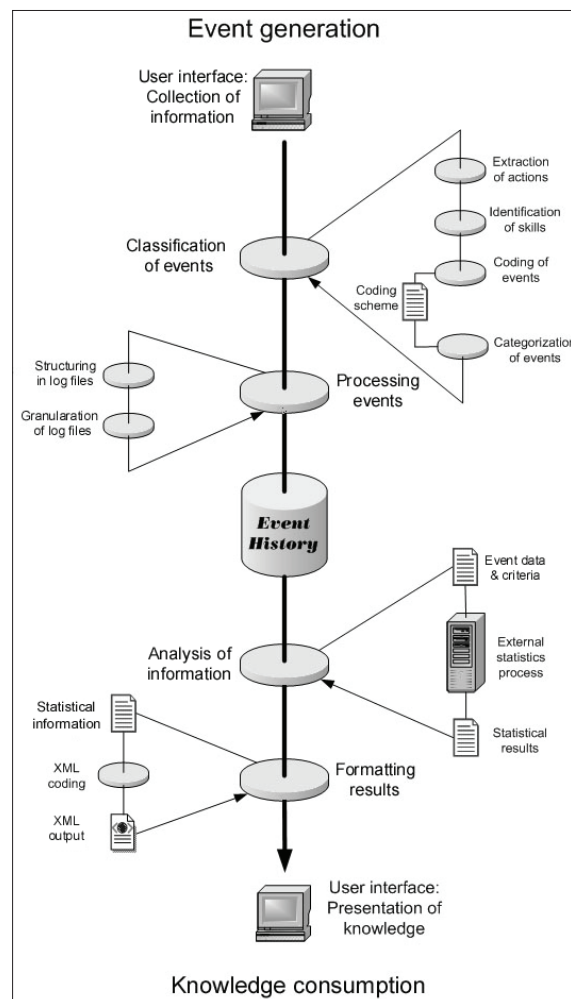 Event generation
User interface:
Collection of
information
Extraction
of actions
Identification
of skills
Classification
of events
Coding of
events
Coding
scheme
Categorization
of events
Structuring
in log files
Processing
events
Granularation
of log files
Event
History
Event data
& criteria
Analysis of
information
External
statistics
process
Statistical
information
Statistical
results
XML
coding
Formatting
results
XML
output
User interface:
Presentation of
knowledge
Knowledge consumption